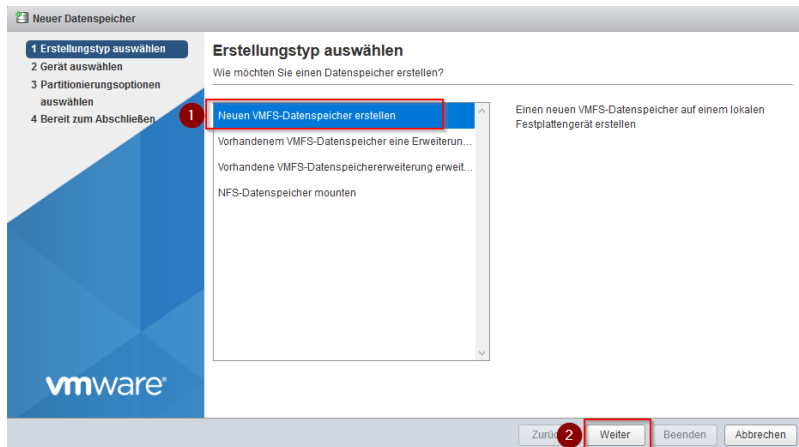 Neuer Datenspeicher
1 Erstellungstyp auswählen
2 Gerät auswählen
3 Partitionierungsoptionen
auswählen
4 Bereit zum Abschließen
Erstellungstyp auswählen
Wie möchten Sie einen Datenspeicher erstellen?
1
Neuen VMFS-Datenspeicher erstellen
Vorhandenem VMFS-Datenspeicher eine Erweiterun...
Vorhandene VMFS-Datenspeichererweiterung erweit...
NFS-Datenspeicher mounten
Einen neuen VMFS-Datenspeicher auf einem lokalen
Festplattengerät erstellen
vmware®
Zurüc 2 Weiter Beenden Abbrechen